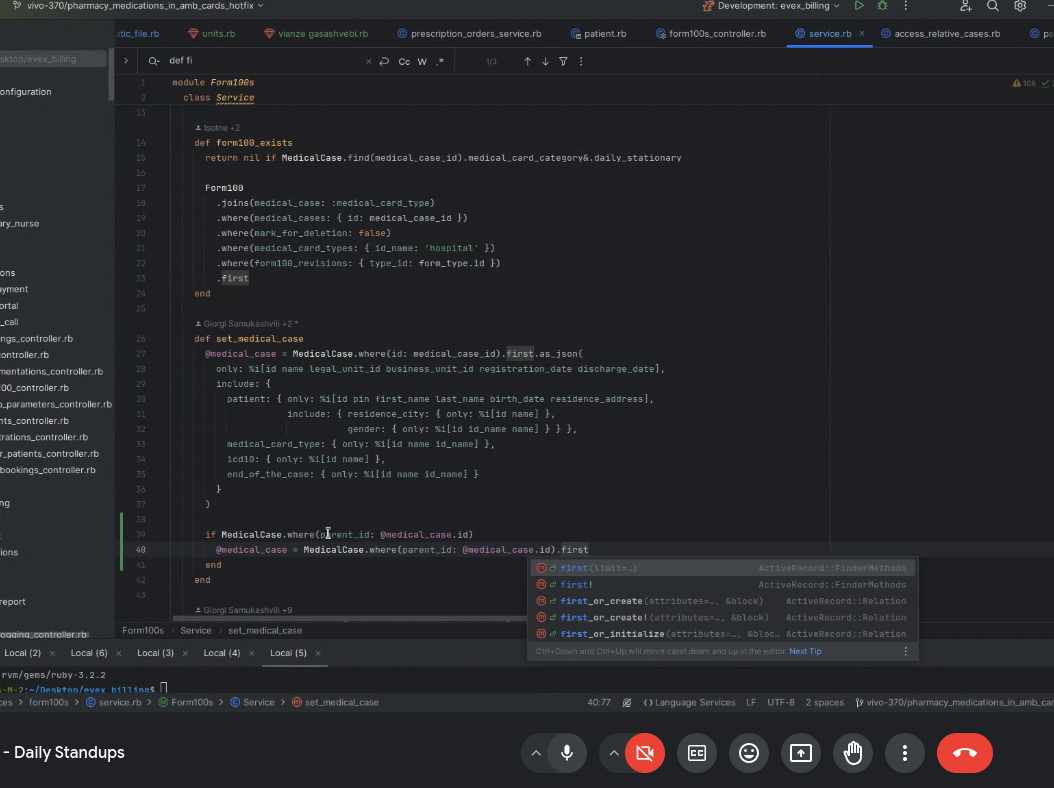 vivo-370/pharmacy_medications_in_amb_cards_hotfix
Development: evex_billing
atic_file.rb
units.rb
vianze gasashvebi.rb
prescription_orders_service.rb
patient.rb
form100s_controller.rb
service.rb
access_relative_cases.rb
pa
sktop/evex_billing
def fi
Cc W .*
1/3
onfiguration
1 module Form100s
108
2 class Service
13
tsotne +2
14 def form100_exists
15 return nil if MedicalCase.find(medical_case_id).medical_card_category&.daily_stationary
16
17 Form100
18 .joins(medical_case: :medical_card_type)
19 .where(medical_cases: { id: medical_case_id })
20 .where(mark_for_deletion: false)
21 .where(medical_card_types: { id_name: 'hospital' })
22 .where(form100_revisions: { type_id: form_type.id })
23 .first
24 end
25
Giorgi Samukashvili +2 *
26 def set_medical_case
27 @medical_case = MedicalCase.where(id: medical_case_id).first.as_json(
28 only: %i[id name legal_unit_id business_unit_id registration_date discharge_date],
29 include: {
30 patient: { only: %i[id pin first_name last_name birth_date residence_address],
31 include: { residence_city: { only: %i[id name] },
32 gender: { only: %i[id name id_name] } } },
33 medical_card_type: { only: %i[id name id_name] },
34 icd10: { only: %i[id name] },
35 end_of_the_case: { only: %i[id name id_name] }
36 }
37 )
38
39 if MedicalCase.where(parent_id: @medical_case.id)
40 @medical_case = MedicalCase.where(parent_id: @medical_case.id).first
41 end
42 end
43
Giorgi Samukashvili +9
s
ary_nurse
ons
ayment
ortal
_call
ngs_controller.rb
controller.rb
mentations_controller.rb
100_controller.rb
o_parameters_controller.rb
nts_controller.rb
trations_controller.rb
r_patients_controller.rb
bookings_controller.rb
ng
s
tions
report
ogging_controller.rb
first(limit=…) ActiveRecord::FinderMethods
first! ActiveRecord::FinderMethods
first_or_create(attributes=…, &block) ActiveRecord::Relation
first_or_create!(attributes=…, &block) ActiveRecord::Relation
first_or_initialize(attributes=…, &bloc… ActiveRecord::Relation
Ctrl+Down and Ctrl+Up will move caret down and up in the editor Next Tip
Form100s > Service > set_medical_case
Local (2) × Local (6) × Local (3) × Local (4) × Local (5) ×
rvm/gems/ruby-3.2.2
s-M-2:~/Desktop/evex_billing$
ces > form100s > service.rb > Form100s > Service > set_medical_case
40:77
Language Services
LF
UTF-8
2 spaces
vivo-370/pharmacy_medications_in_amb_car
- Daily Standups